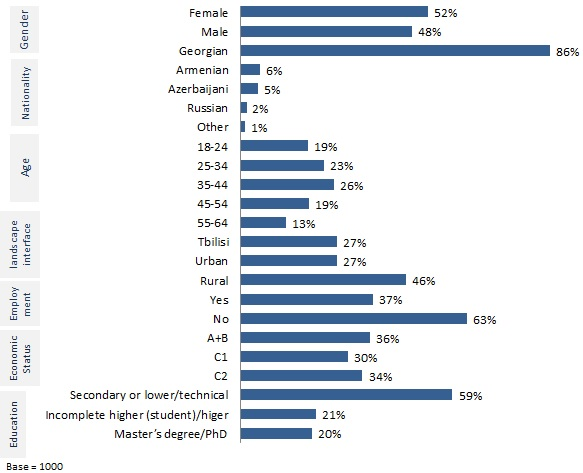 Gender
Female 52%
Male 48%
Nationality
Georgian 86%
Armenian 6%
Azerbaijani 5%
Russian 2%
Other 1%
Age
18-24 19%
25-34 23%
35-44 26%
45-54 19%
55-64 13%
landscape
interface
Tbilisi 27%
Urban 27%
Rural 46%
Employ
ment
Yes 37%
No 63%
Economic
Status
A+B 36%
C1 30%
C2 34%
Education
Secondary or lower/technical 59%
Incomplete higher (student)/higer 21%
Master's degree/PhD 20%
Base = 1000